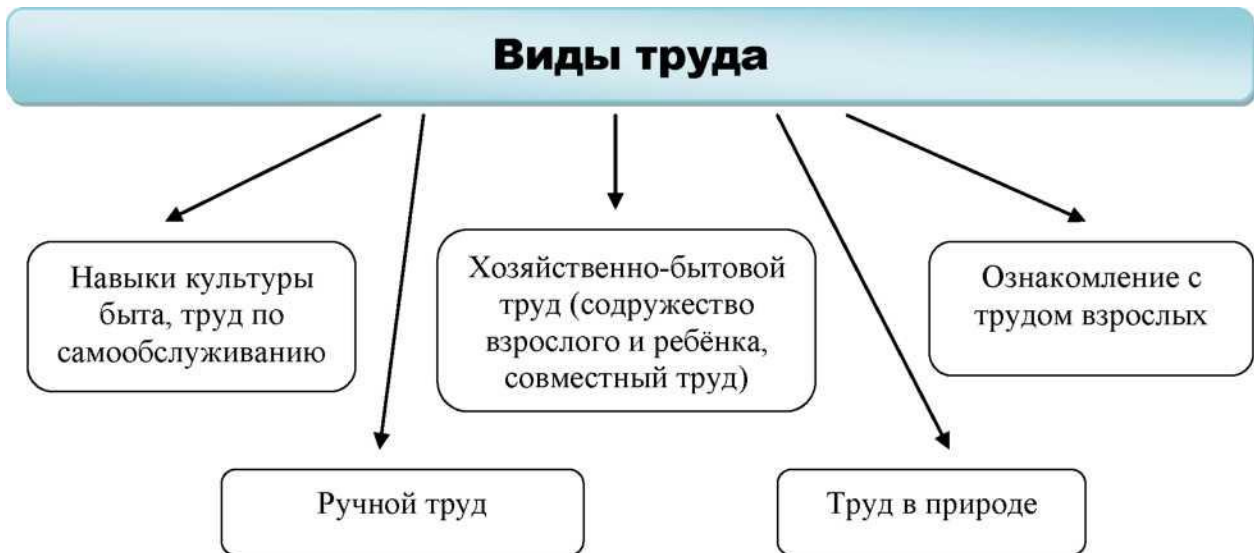 Виды труда
Навыки культуры
быта, труд по
самообслуживанию
Хозяйственно-бытовой
труд (содружество
взрослого и ребёнка,
совместный труд)
Ознакомление с
трудом взрослых
Ручной труд
Труд в природе